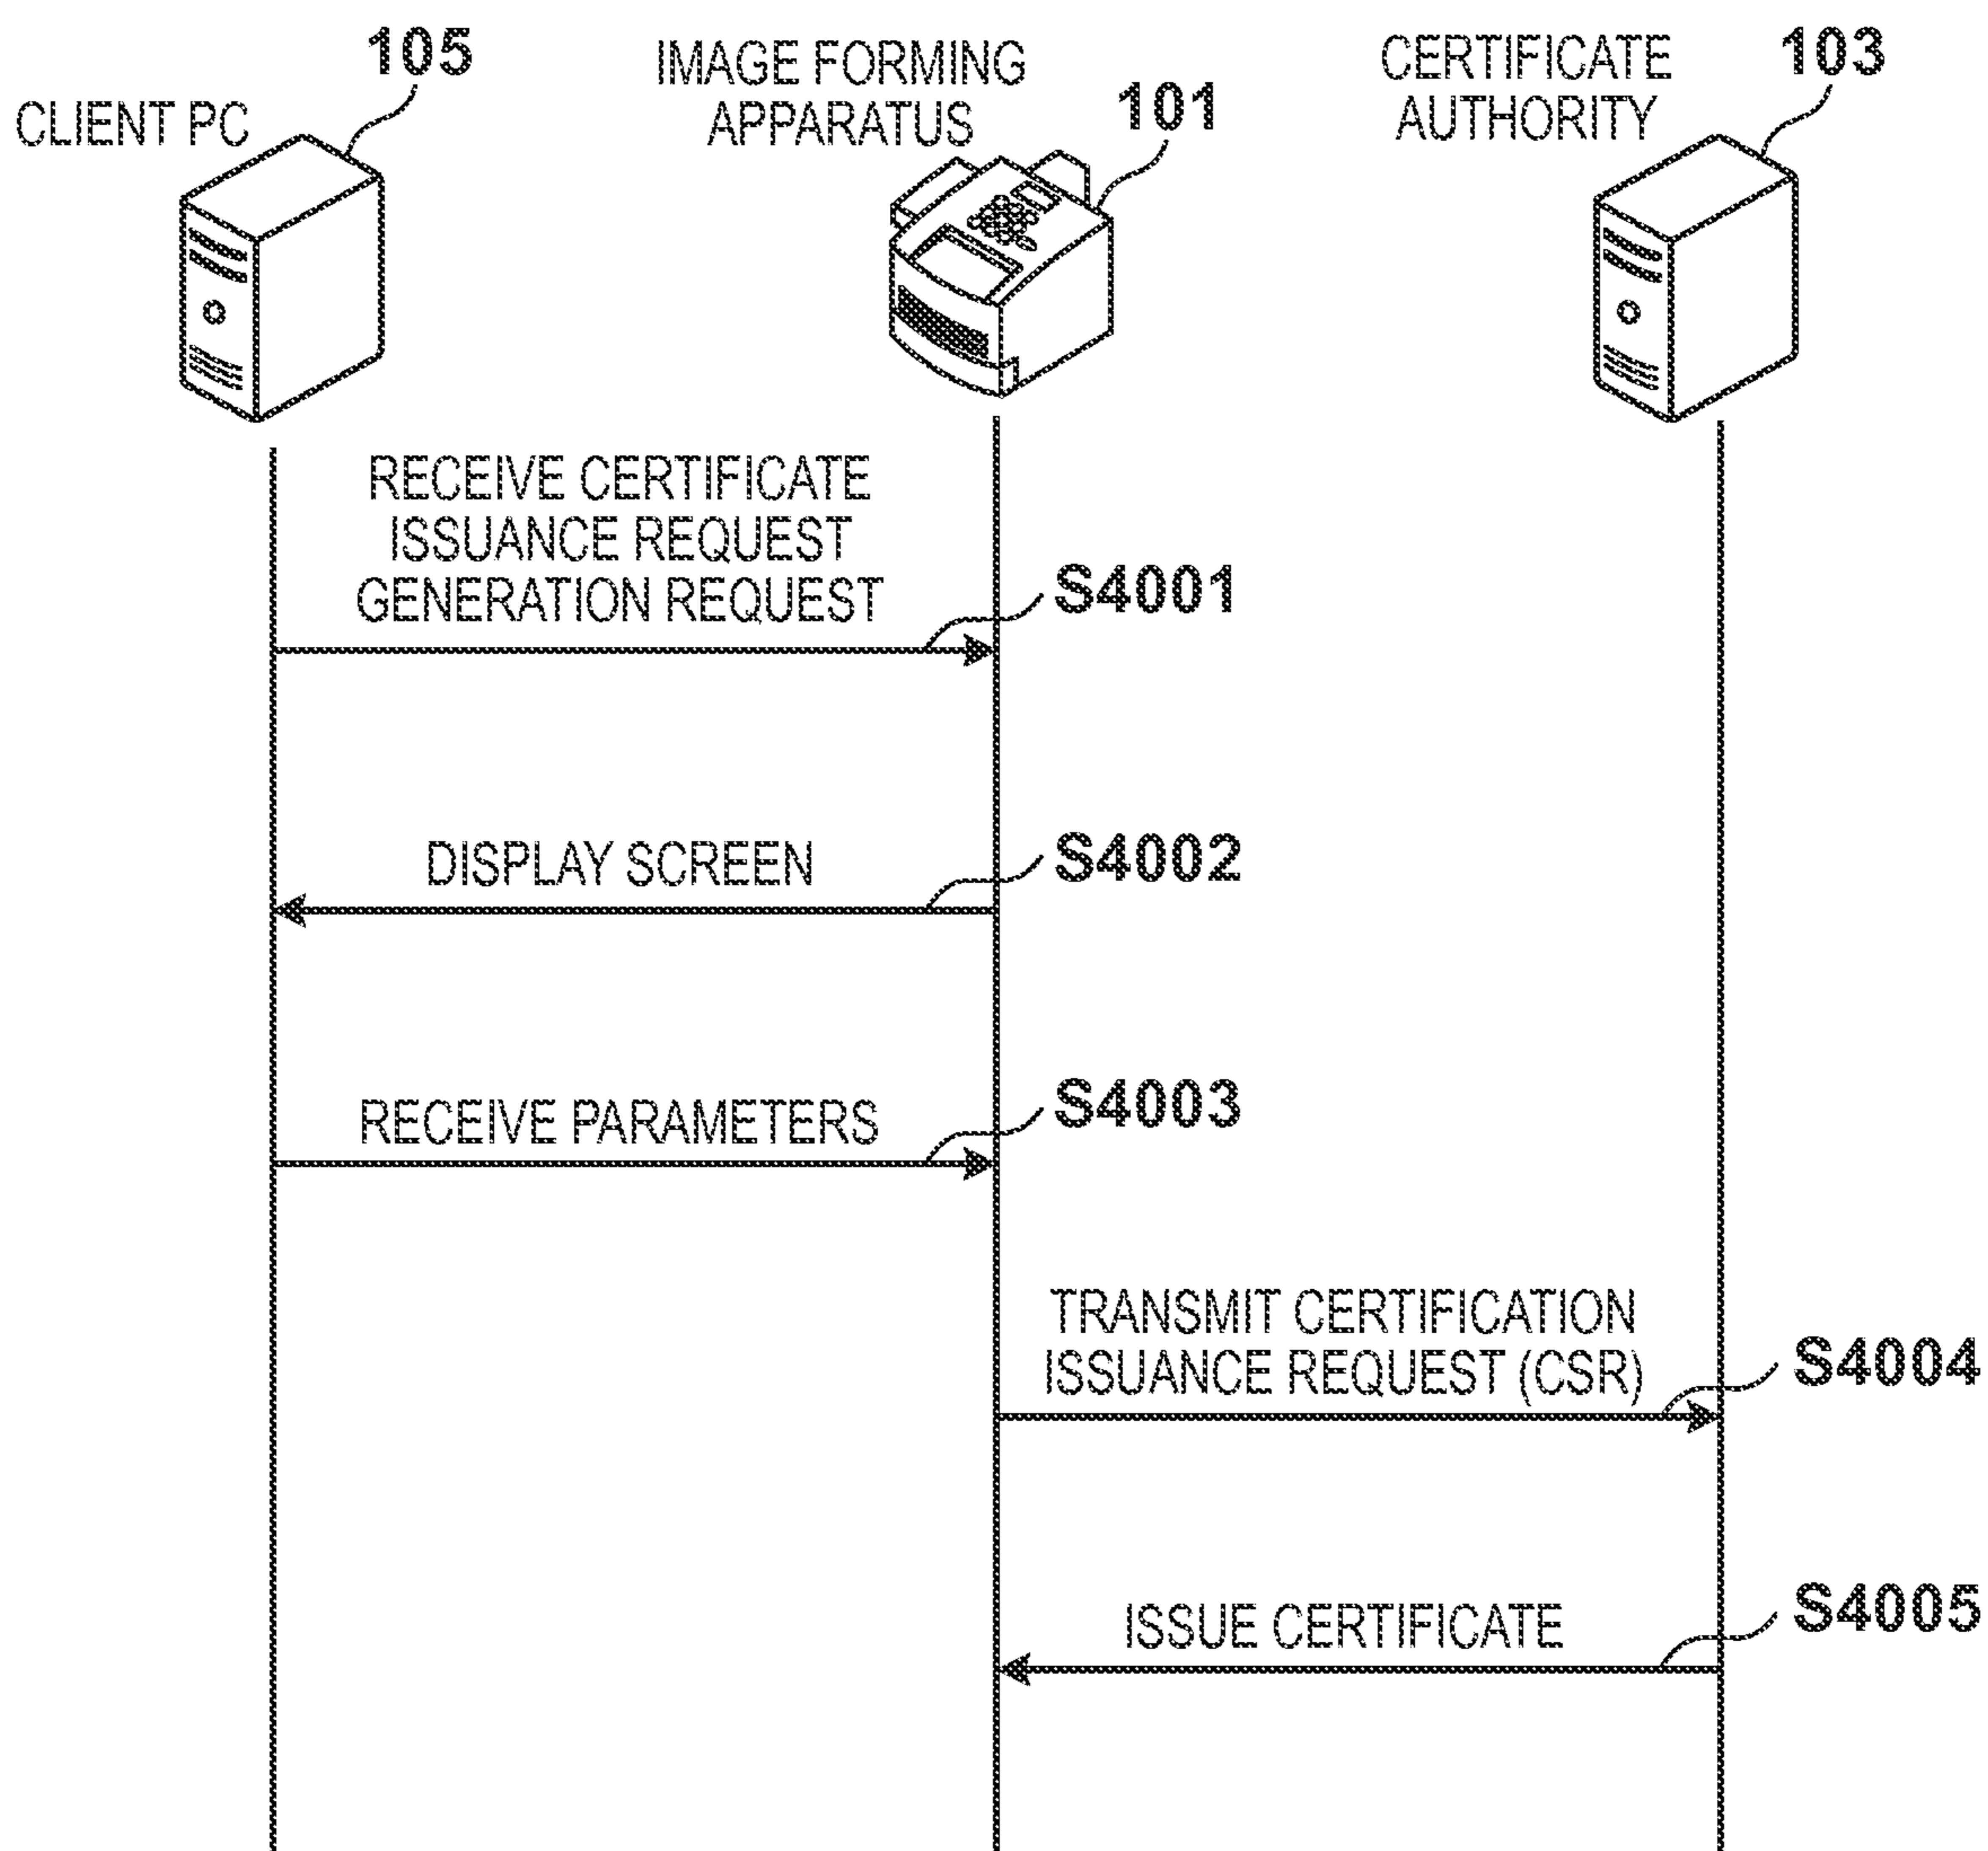 105
IMAGE FORMING
APPARATUS
CERTIFICATE
AUTHORITY
103
CLIENT PC
101
RECEIVE CERTIFICATE
ISSUANCE REQUEST
GENERATION REQUEST
S4001
DISPLAY SCREEN
S4002
RECEIVE PARAMETERS
S4003
TRANSMIT CERTIFICATION
ISSUANCE REQUEST (CSR)
S4004
ISSUE CERTIFICATE
S4005